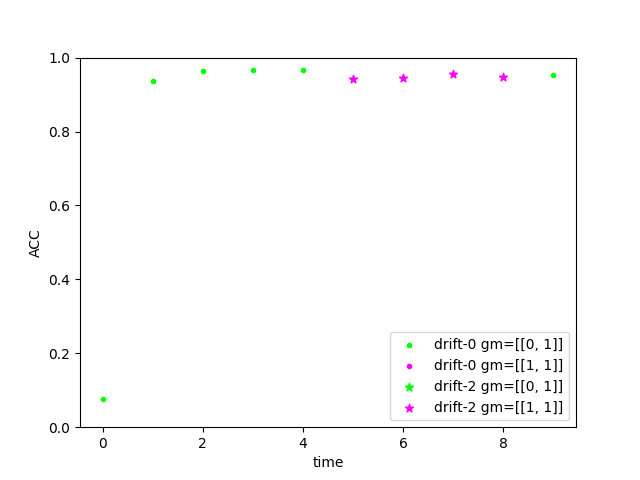 1.0
0.8
0.6
0.4
0.2
0.0
ACC
0 2 4 6 8
time
drift-0 gm=[[0, 1]]
drift-0 gm=[[1, 1]]
drift-2 gm=[[0, 1]]
drift-2 gm=[[1, 1]]